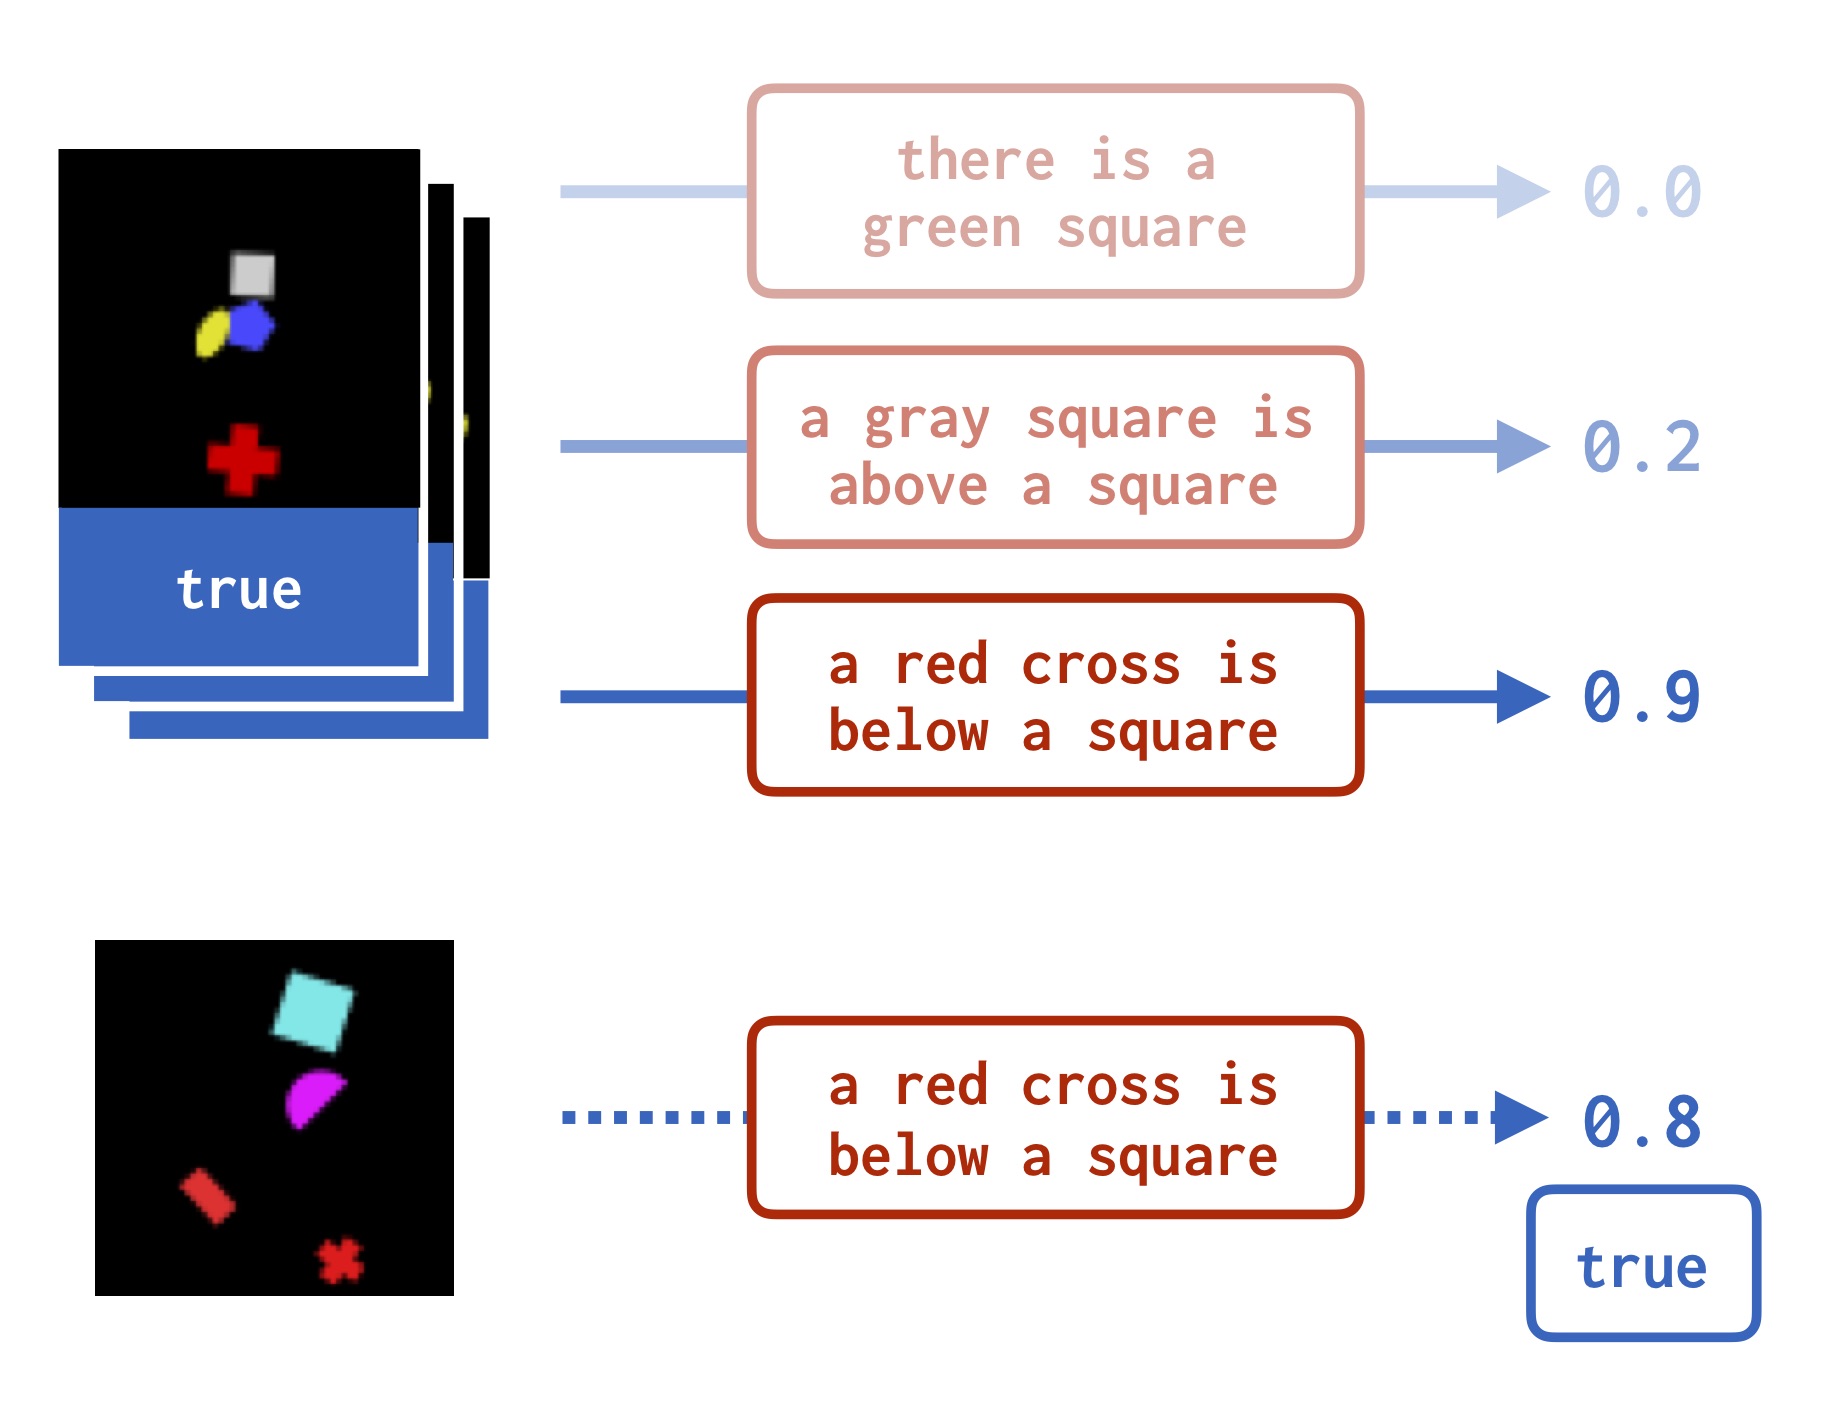 there is a
green square
0.0
a gray square is
above a square
0.2
true
a red cross is
below a square
0.9
a red cross is
below a square
0.8
true